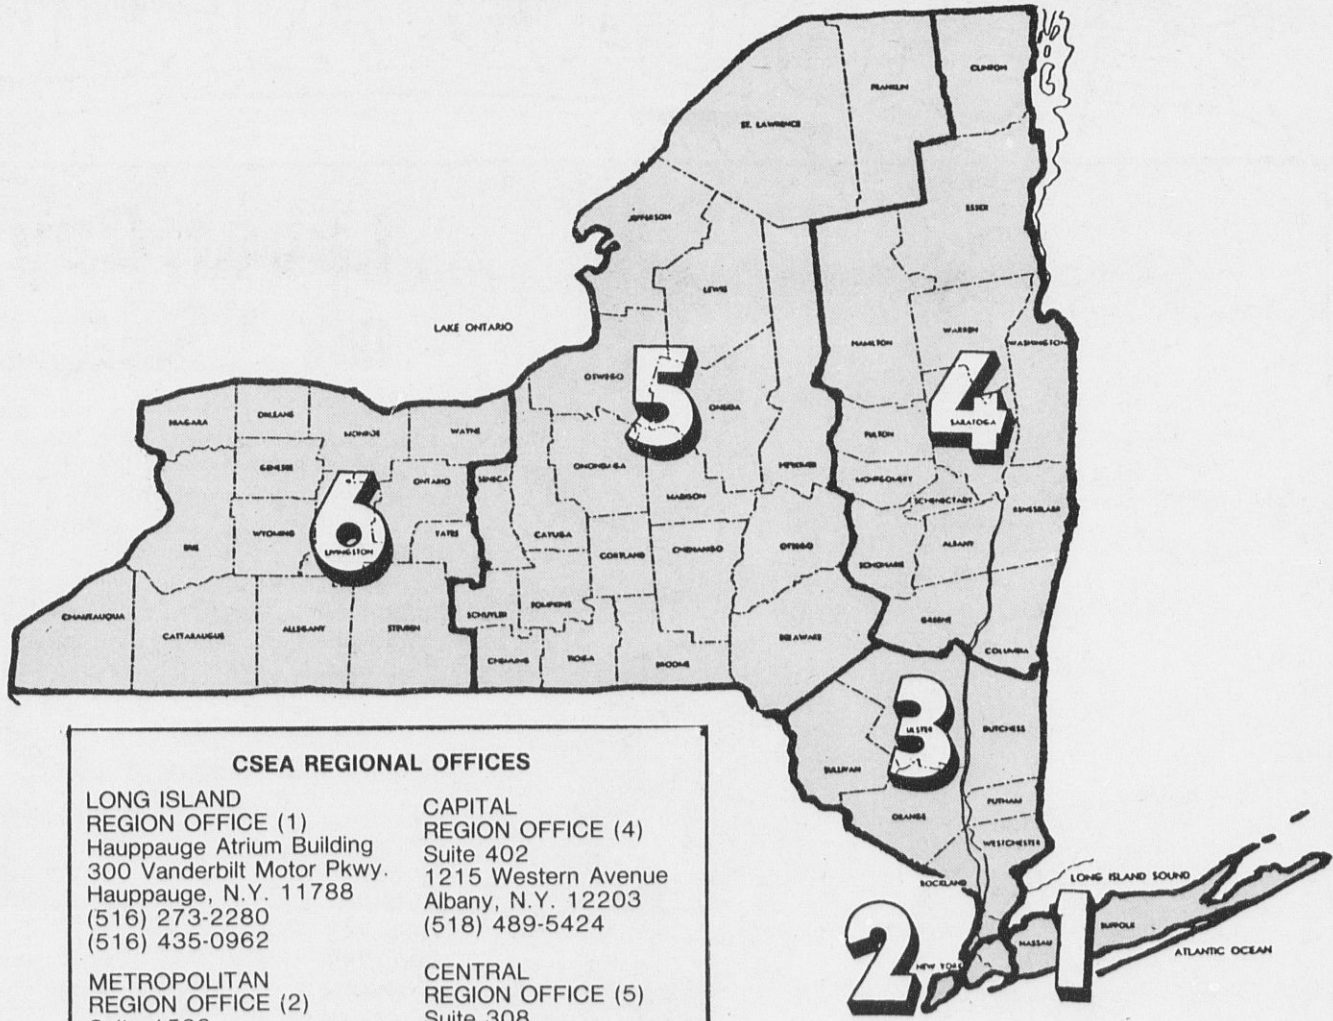 CLINTON
FRANKLIN
ST. LAWRENCE
ESSEX
JEFFERSON
LEWIS
LAKE ONTARIO
HAMILTON
WARREN
WASHINGTON
OSWEGO
5
ONEIDA
4
SARATOGA
NIAGARA
ORLEANS
MONROE
WAYNE
FULTON
HERKIMER
GENESEE
ONTARIO
SENECA
ONONDAGA
MADISON
MONTGOMERY
SCHENECTADY
RENSSELAER
6
ERIE
WYOMING
LIVINGSTON
YATES
CAYUGA
CORTLAND
CHENANGO
OTSEGO
ALBANY
SCHOHARIE
CHAUTAUQUA
CATTARAUGUS
ALLEGANY
STEUBEN
SCHUYLER
TOMPKINS
CHEMUNG
TIOGA
BROOME
DELAWARE
GREENE
COLUMBIA
3
ULSTER
DUTCHESS
SULLIVAN
ORANGE
PUTNAM
WESTCHESTER
ROCKLAND
LONG ISLAND SOUND
2
NEW YORK
NASSAU
1
SUFFOLK
ATLANTIC OCEAN
CSEA REGIONAL OFFICES
LONG ISLAND
REGION OFFICE (1)
Hauppauge Atrium Building
300 Vanderbilt Motor Pkwy.
Hauppauge, N.Y. 11788
(516) 273-2280
(516) 435-0962
METROPOLITAN
REGION OFFICE (2)
CAPITAL
REGION OFFICE (4)
Suite 402
1215 Western Avenue
Albany, N.Y. 12203
(518) 489-5424
CENTRAL
REGION OFFICE (5)
Suite 308